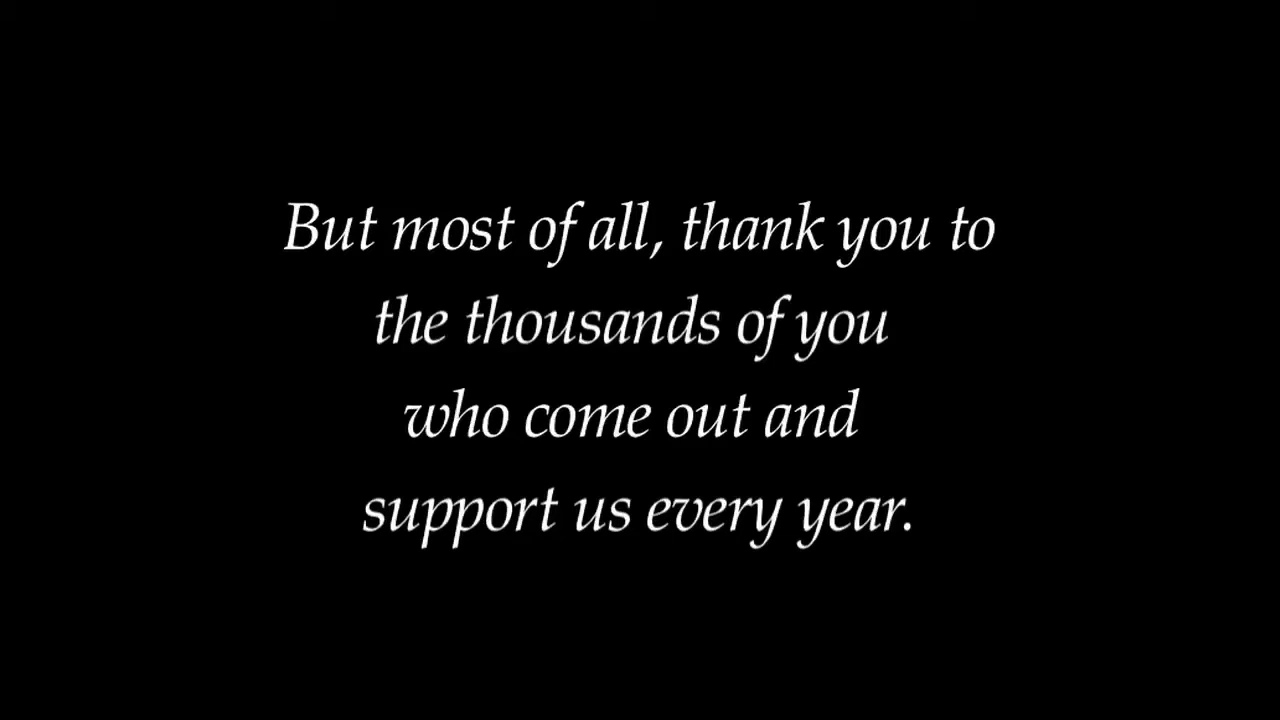 But most of all, thank you to
the thousands of you
who come out and
support us every year.